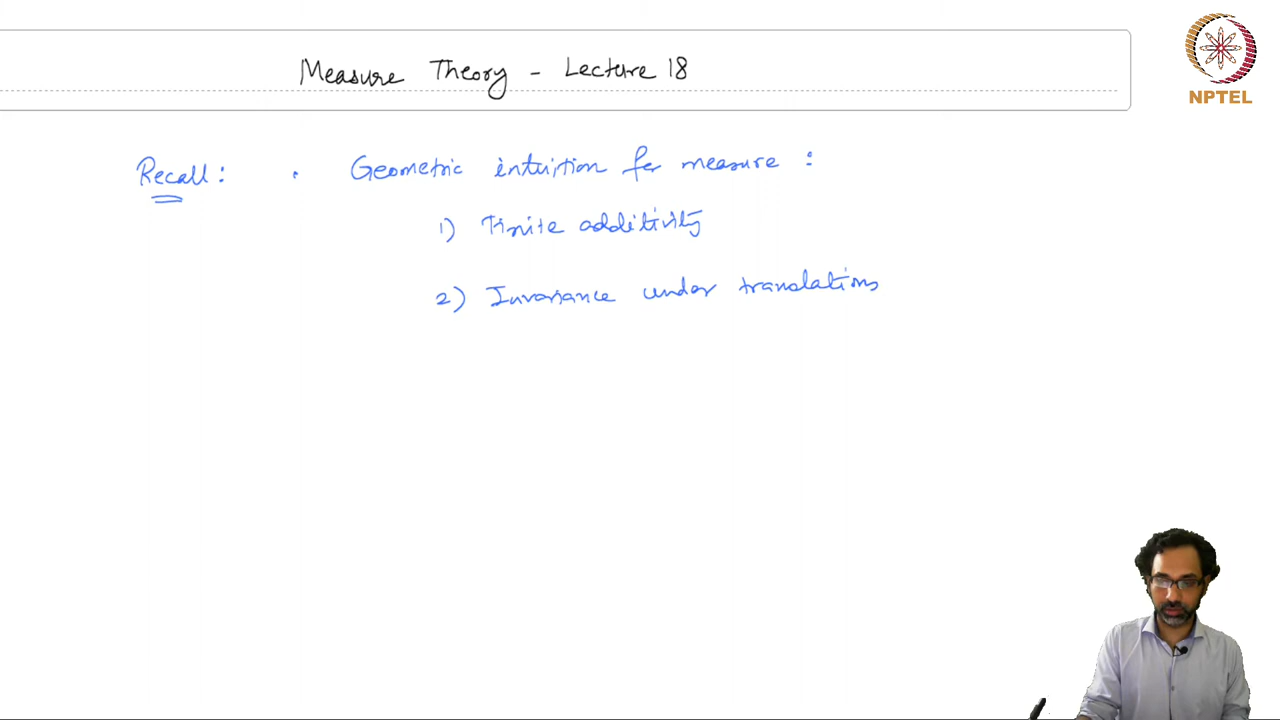 Measure Theory - Lecture 18
NPTEL
Recall: • Geometric intuition for measure :
1) Finite additivity
2) Invariance under translations